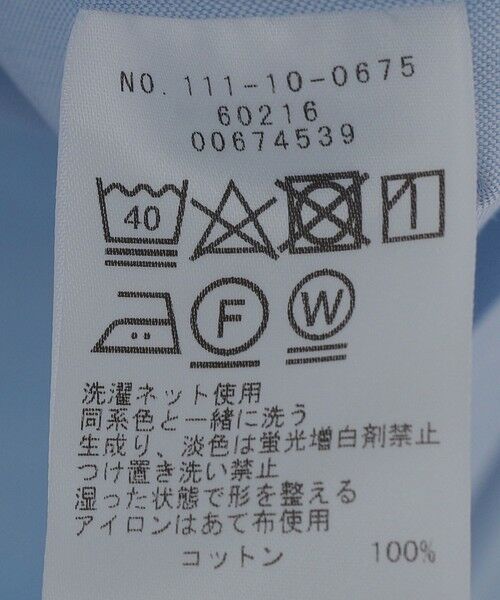 NO. 111-10-0675
60216
00674539
40
F W
洗濯ネット使用
同系色と一緒に洗う
生成り、淡色は蛍光増白剤禁止
つけ置き洗い禁止
湿った状態で形を整える
アイロンはあて布使用
コットン 100%